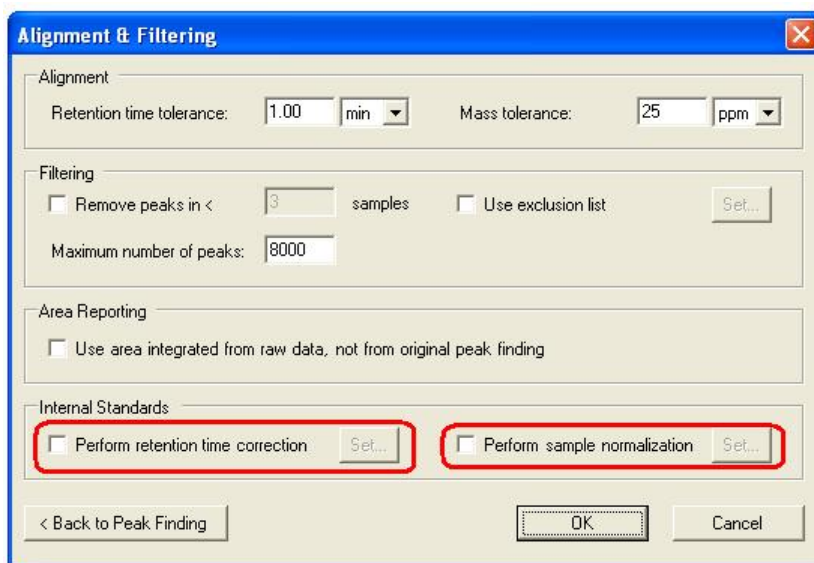 Alignment & Filtering
Alignment
Retention time tolerance: 1.00 min Mass tolerance: 25 ppm
Filtering
Remove peaks in < 3 samples Use exclusion list Set...
Maximum number of peaks: 8000
Area Reporting
Use area integrated from raw data, not from original peak finding
Internal Standards
Perform retention time correction Set... Perform sample normalization Set...
< Back to Peak Finding OK Cancel